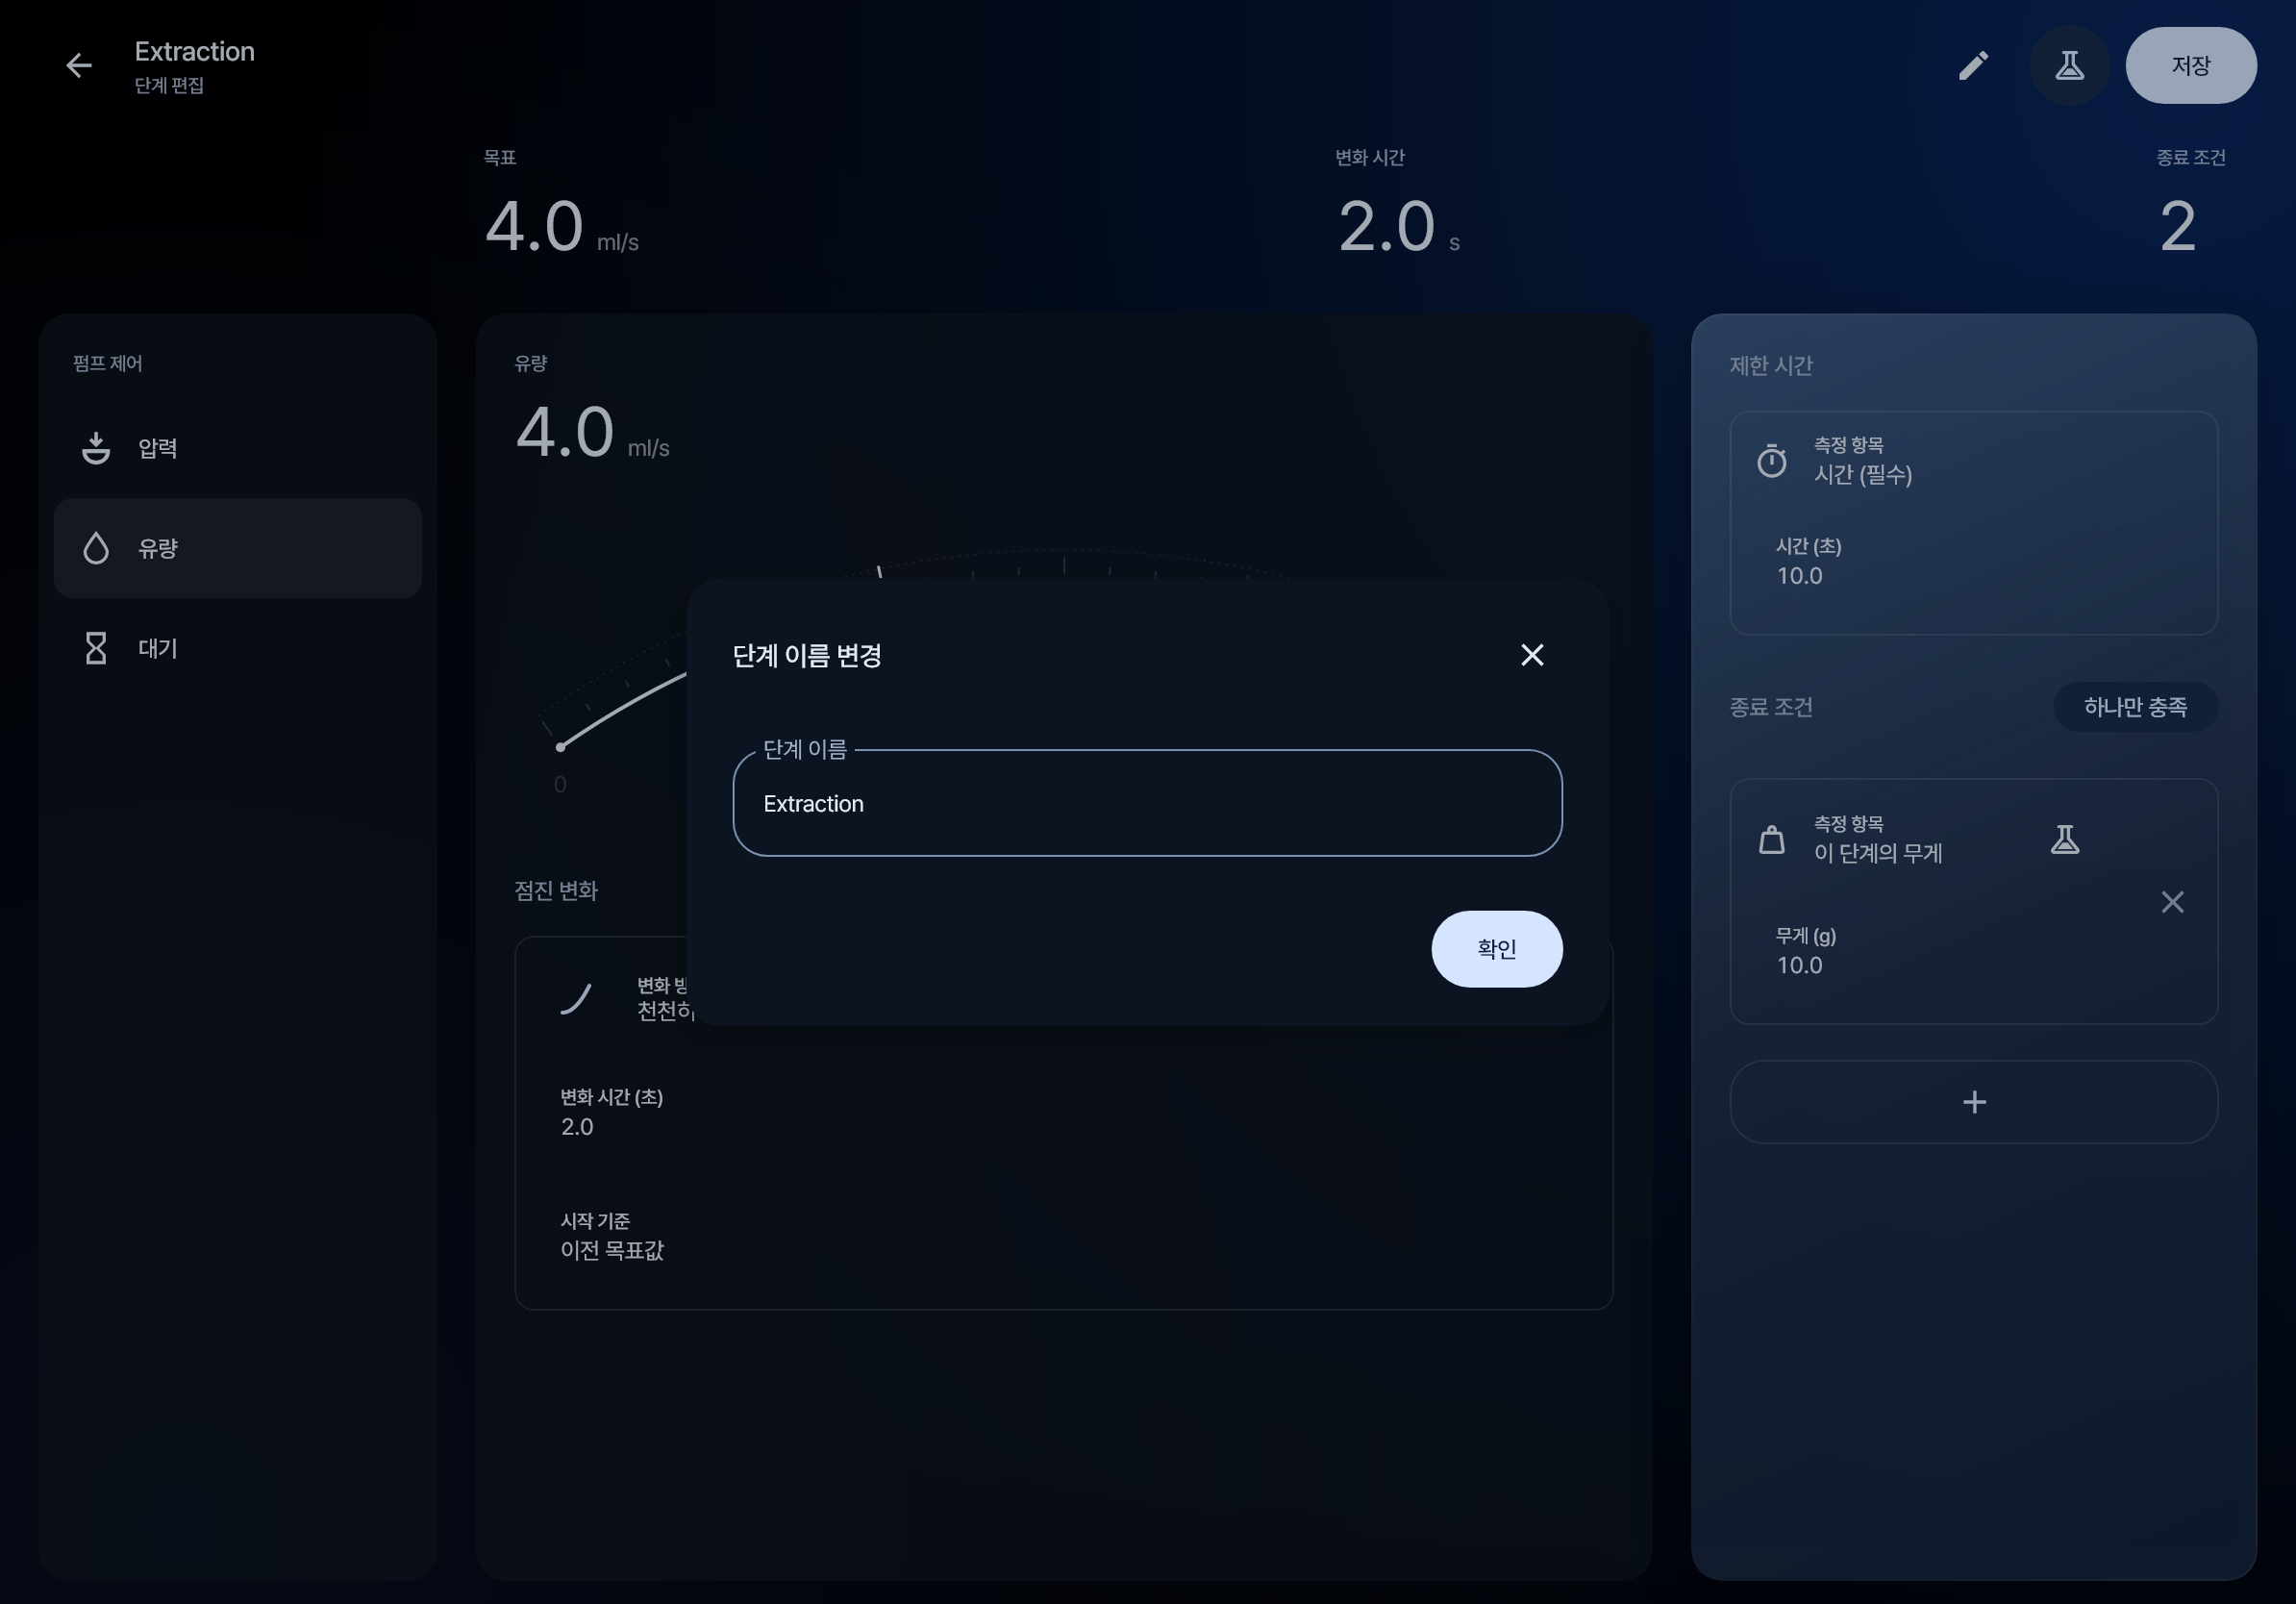 Extraction
단계 편집
저장
목표
4.0 ml/s
변화 시간
2.0 s
종료 조건
2
펌프 제어
압력
유량
대기
유량
4.0 ml/s
0
점진 변화
변화
천천히
변화 시간 (초)
2.0
시작 기준
이전 목표값
단계 이름 변경
단계 이름
Extraction
확인
제한 시간
측정 항목
시간 (필수)
시간 (초)
10.0
종료 조건
하나만 충족
측정 항목
이 단계의 무게
무게 (g)
10.0